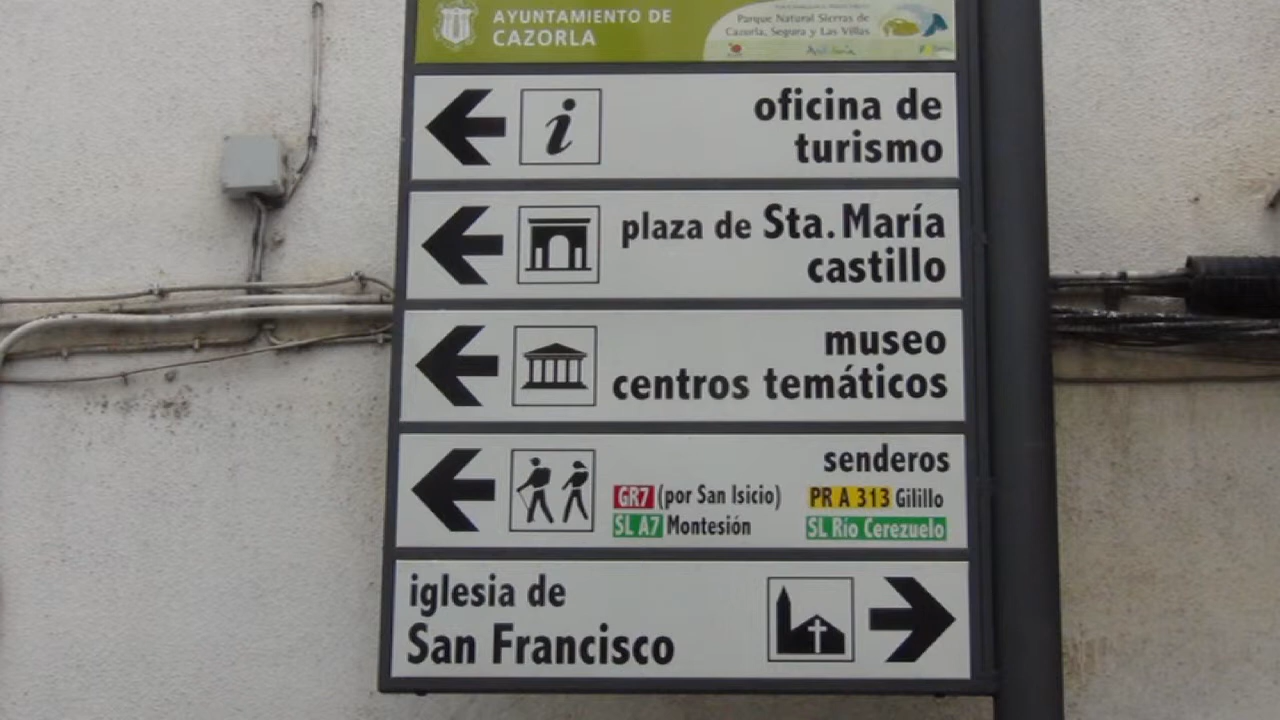 AYUNTAMIENTO DE
CAZORLA
Parque Natural Sierras de
Cazorla, Segura y Las Villas
Andalucía
i
oficina de
turismo
plaza de Sta. María
castillo
museo
centros temáticos
senderos
GR7 (por San Isicio) PR A 313 Gilillo
SL A7 Montesión SL Río Cerezuelo
iglesia de
San Francisco